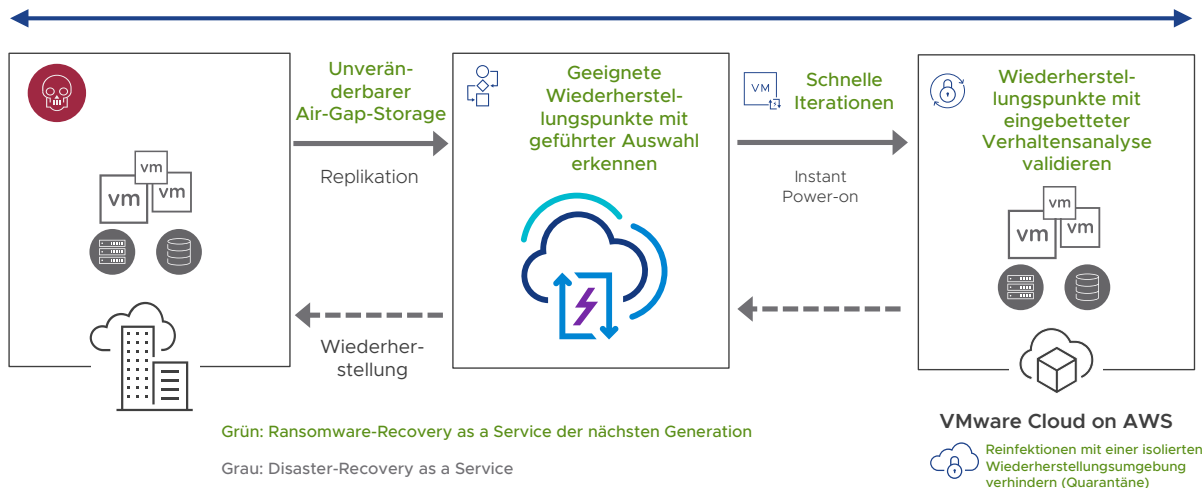 Unverän-
derbarer
Air-Gap-Storage
Replikation
Wiederher-
stellung
vm
vm
vm
Geeignete
Wiederherstel-
lungspunkte mit
geführter Auswahl
erkennen
VM
Schnelle
Iterationen
Instant
Power-on
Wiederherstel-
lungspunkte mit
eingebetteter
Verhaltensanalyse
validieren
vm
vm
vm
VMware Cloud on AWS
Reinfektionen mit einer isolierten
Wiederherstellungsumgebung
verhindern (Quarantäne)
Grün: Ransomware-Recovery as a Service der nächsten Generation
Grau: Disaster-Recovery as a Service